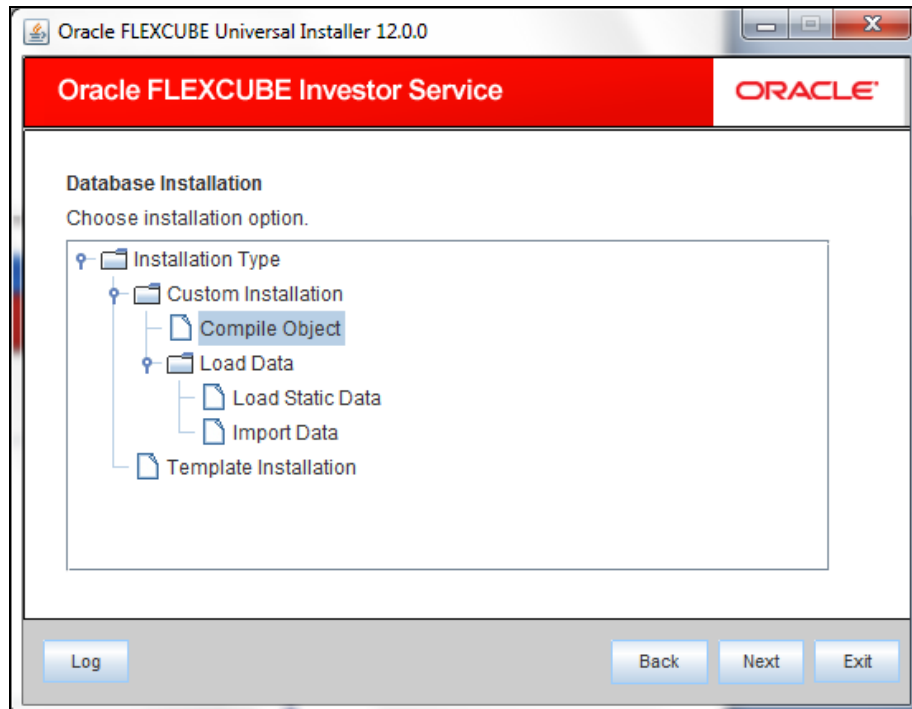 Oracle FLEXCUBE Universal Installer 12.0.0
Oracle FLEXCUBE Investor Service
ORACLE
Database Installation
Choose installation option.
Installation Type
Custom Installation
Compile Object
Load Data
Load Static Data
Import Data
Template Installation
Log
Back
Next
Exit